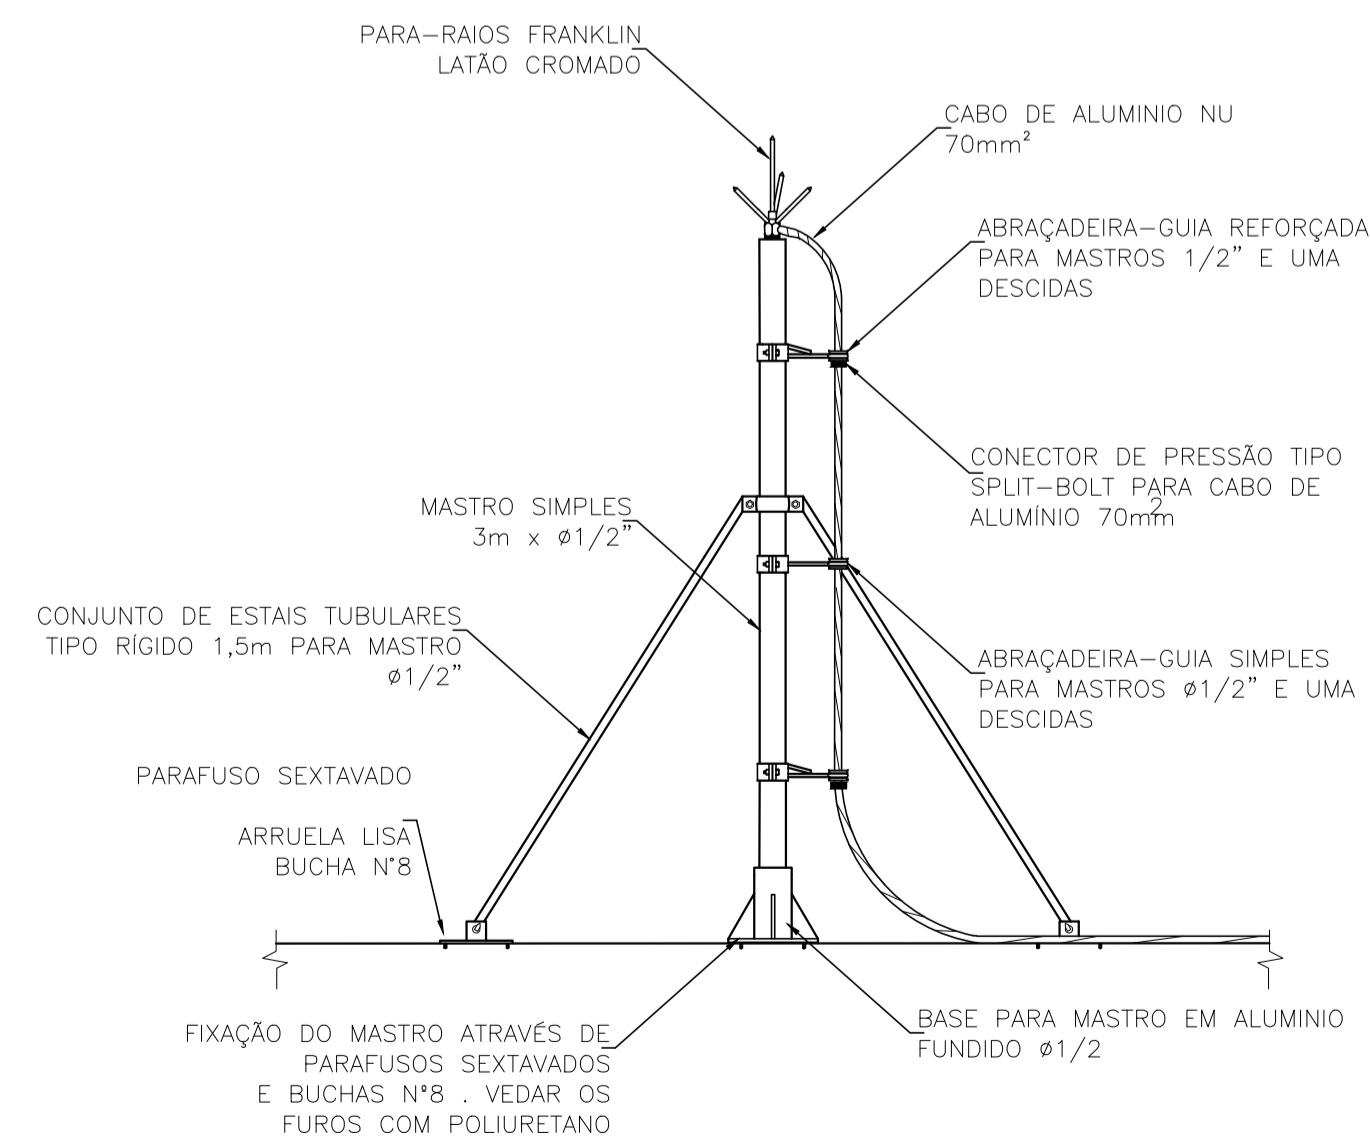 PARA-RAIOS FRANKLIN
LATÃO CROMADO
CABO DE ALUMINIO NU
70mm²
ABRAÇADEIRA-GUIA REFORÇADA
PARA MASTROS 1/2" E UMA
DESCIDAS
CONECTOR DE PRESSÃO TIPO
SPLIT-BOLT PARA CABO DE
ALUMÍNIO 70mm²
MASTRO SIMPLES
3m x ø1/2"
CONJUNTO DE ESTAIS TUBULARES
TIPO RÍGIDO 1,5m PARA MASTRO
ø1/2"
ABRAÇADEIRA-GUIA SIMPLES
PARA MASTROS ø1/2" E UMA
DESCIDAS
PARAFUSO SEXTAVADO
ARRUELA LISA
BUCHA N°8
FIXAÇÃO DO MASTRO ATRAVÉS DE
PARAFUSOS SEXTAVADOS
E BUCHAS Nº8 . VEDAR OS
FUROS COM POLIURETANO
BASE PARA MASTRO EM ALUMINIO
FUNDIDO ø1/2